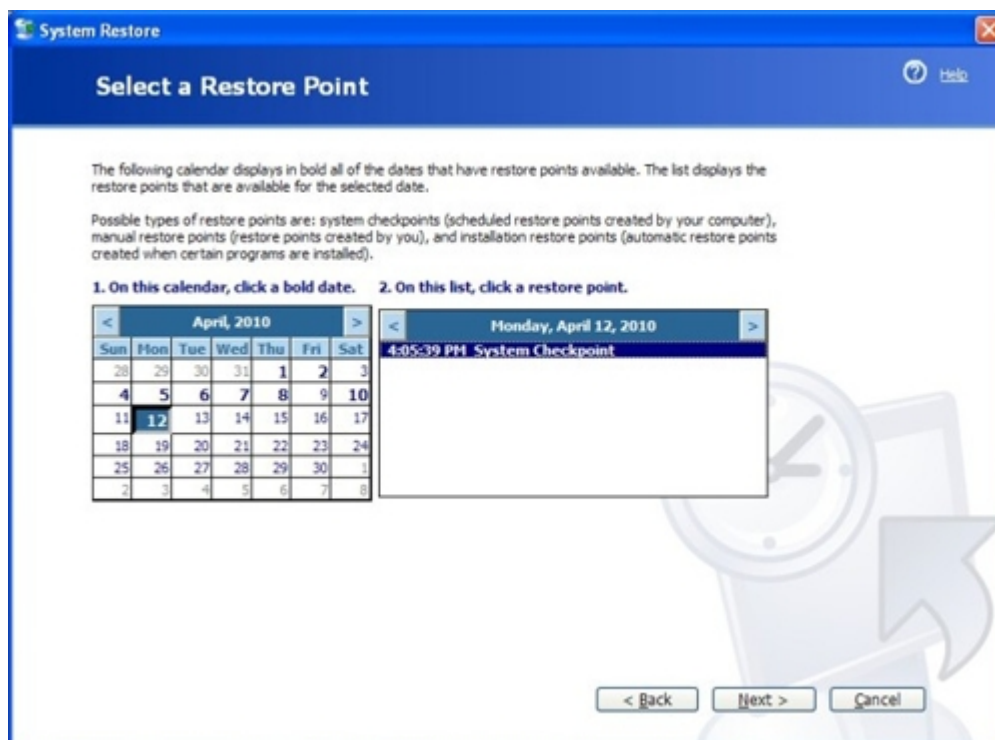 System Restore
Select a Restore Point
Help
The following calendar displays in bold all of the dates that have restore points available. The list displays the
restore points that are available for the selected date.
Possible types of restore points are: system checkpoints (scheduled restore points created by your computer),
manual restore points (restore points created by you), and installation restore points (automatic restore points
created when certain programs are installed).
1. On this calendar, click a bold date.
2. On this list, click a restore point.
< April, 2010 >
Sun Mon Tue Wed Thu Fri Sat
28 29 30 31 1 2 3
4 5 6 7 8 9 10
11 12 13 14 15 16 17
18 19 20 21 22 23 24
25 26 27 28 29 30 1
2 3 4 5 6 7 8
< Monday, April 12, 2010 >
4:05:39 PM System Checkpoint
< Back
Next >
Cancel